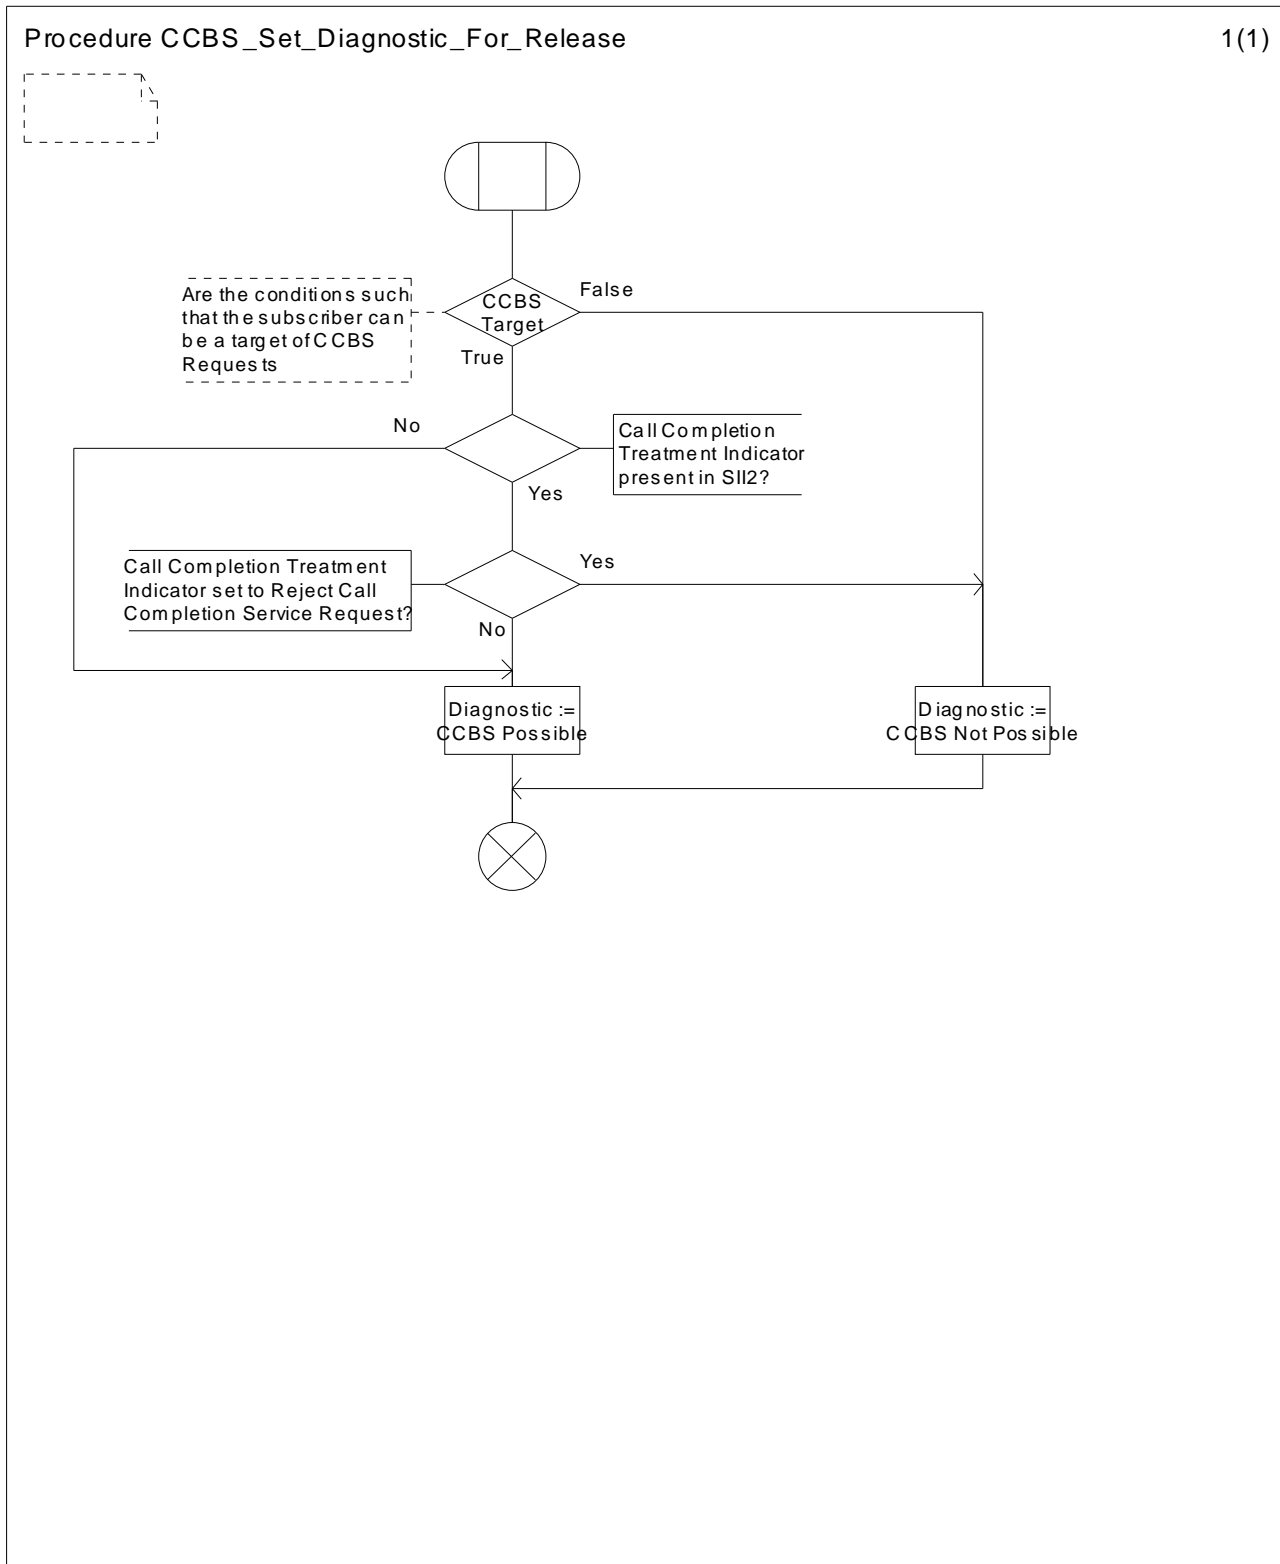 Procedure CCBS_Set_Diagnostic_For_Release
1(1)
Are the conditions such
that the subscriber can
be a target of CCBS
Requests
CCBS
Target
False
True
No
Call Completion
Treatment Indicator
present in SII2?
Yes
Call Completion Treatment
Indicator set to Reject Call
Completion Service Request?
Yes
No
Diagnostic :=
CCBS Possible
Diagnostic :=
CCBS Not Possible